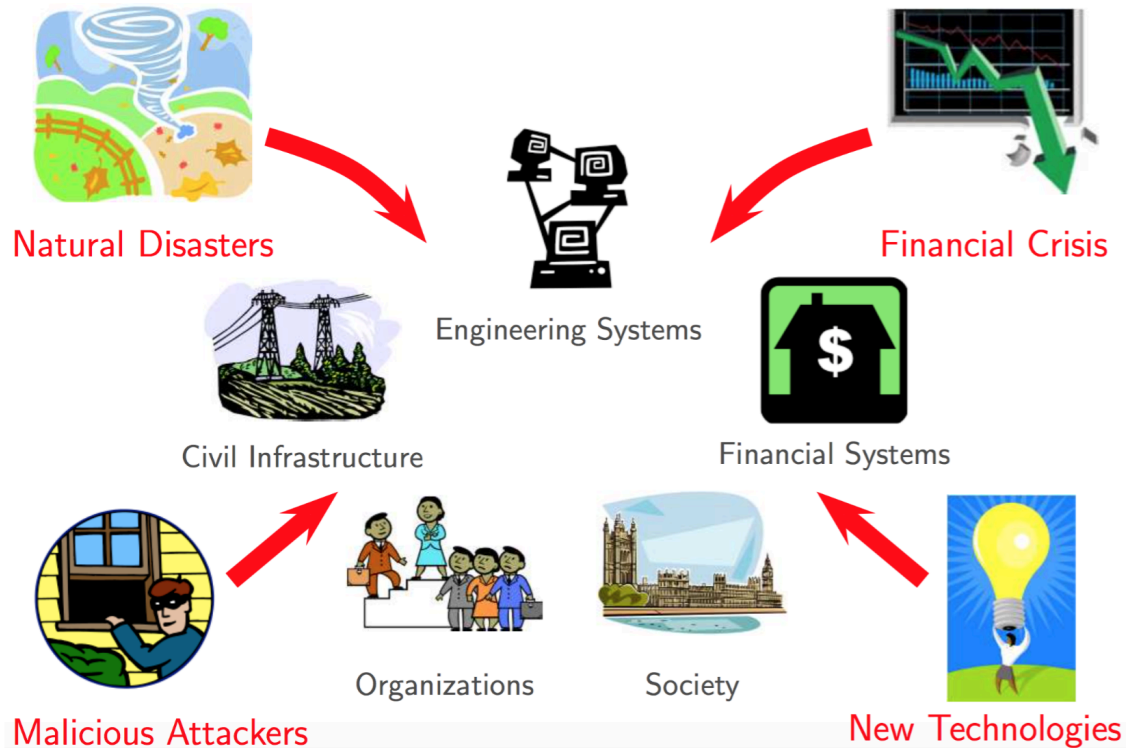 Natural Disasters
Financial Crisis
Engineering Systems
$
Civil Infrastructure
Financial Systems
Organizations
Society
Malicious Attackers
New Technologies